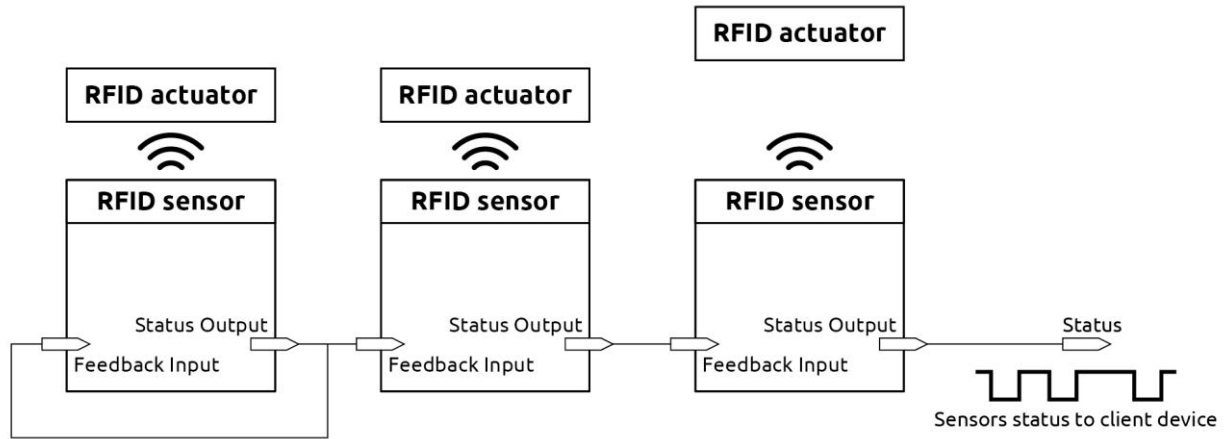 RFID actuator
RFID actuator
RFID actuator
RFID sensor
RFID sensor
RFID sensor
Status Output
Status Output
Status Output
Status
Feedback Input
Feedback Input
Feedback Input
Sensors status to client device